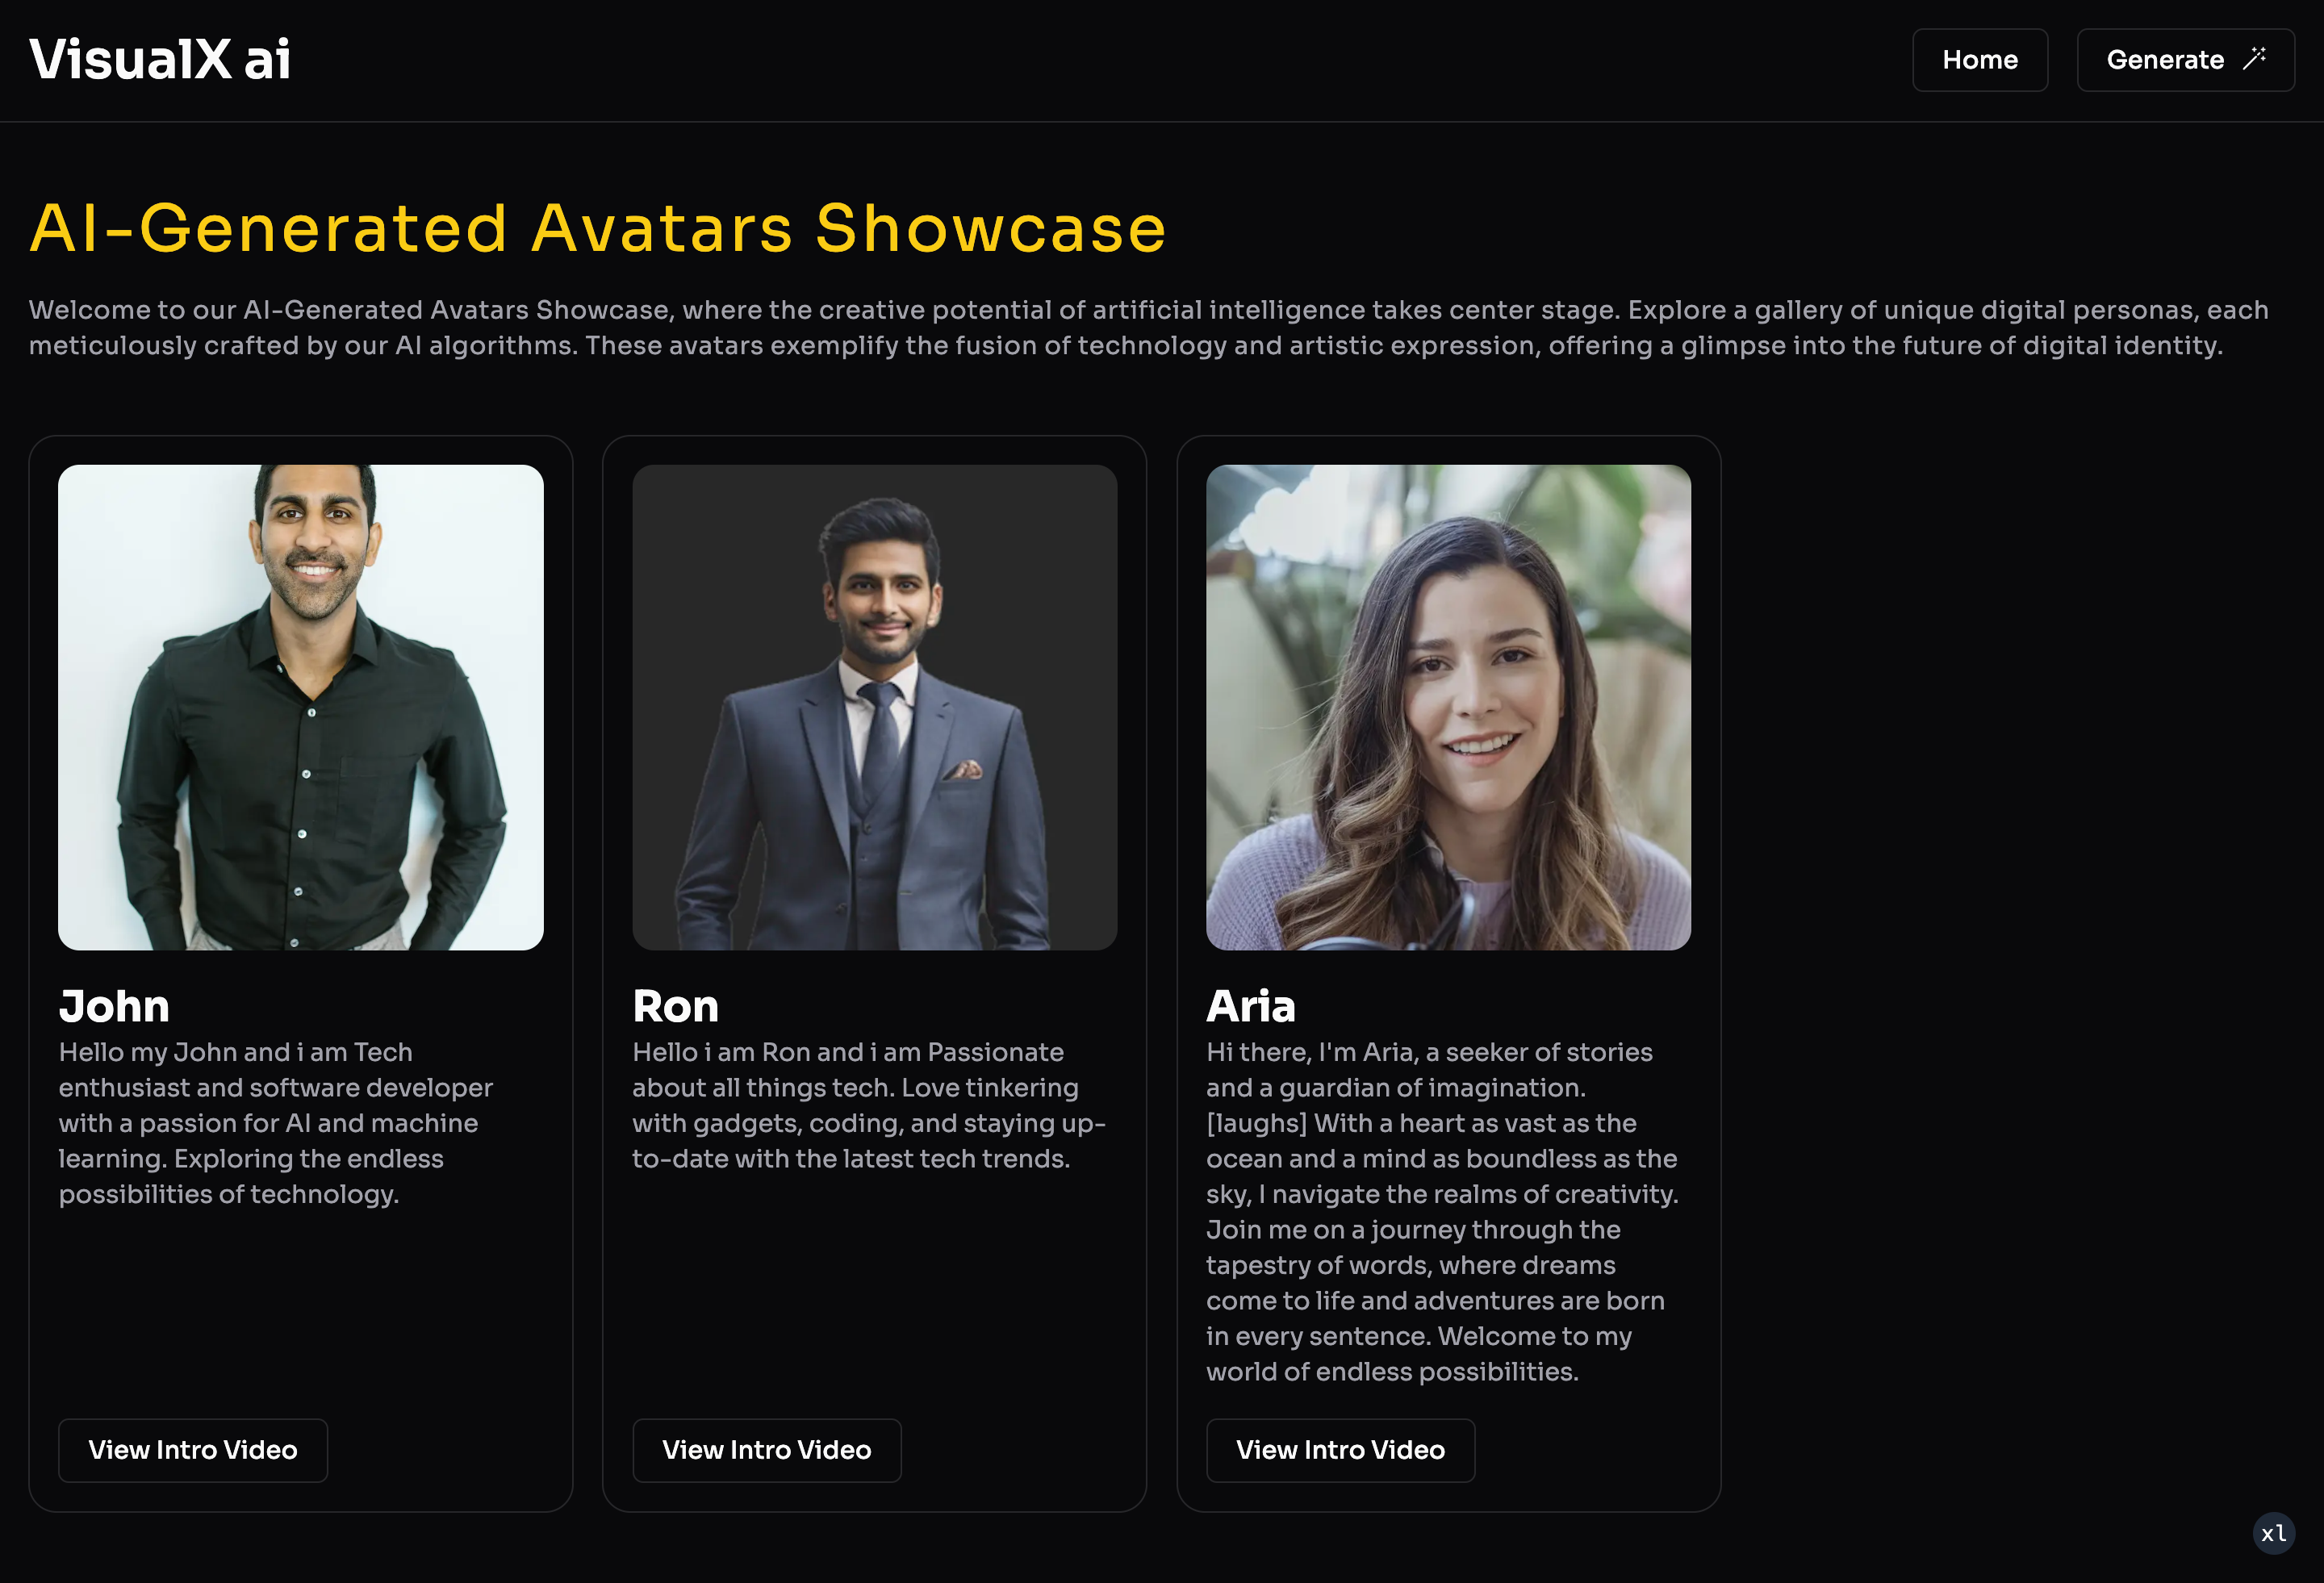 VisualX ai
Home
Generate
AI-Generated Avatars Showcase
Welcome to our AI-Generated Avatars Showcase, where the creative potential of artificial intelligence takes center stage. Explore a gallery of unique digital personas, each
meticulously crafted by our AI algorithms. These avatars exemplify the fusion of technology and artistic expression, offering a glimpse into the future of digital identity.
John
Hello my John and i am Tech
enthusiast and software developer
with a passion for AI and machine
learning. Exploring the endless
possibilities of technology.
View Intro Video
Ron
Hello i am Ron and i am Passionate
about all things tech. Love tinkering
with gadgets, coding, and staying up-
to-date with the latest tech trends.
View Intro Video
Aria
Hi there, I'm Aria, a seeker of stories
and a guardian of imagination.
[laughs] With a heart as vast as the
ocean and a mind as boundless as the
sky, I navigate the realms of creativity.
Join me on a journey through the
tapestry of words, where dreams
come to life and adventures are born
in every sentence. Welcome to my
world of endless possibilities.
View Intro Video
xl